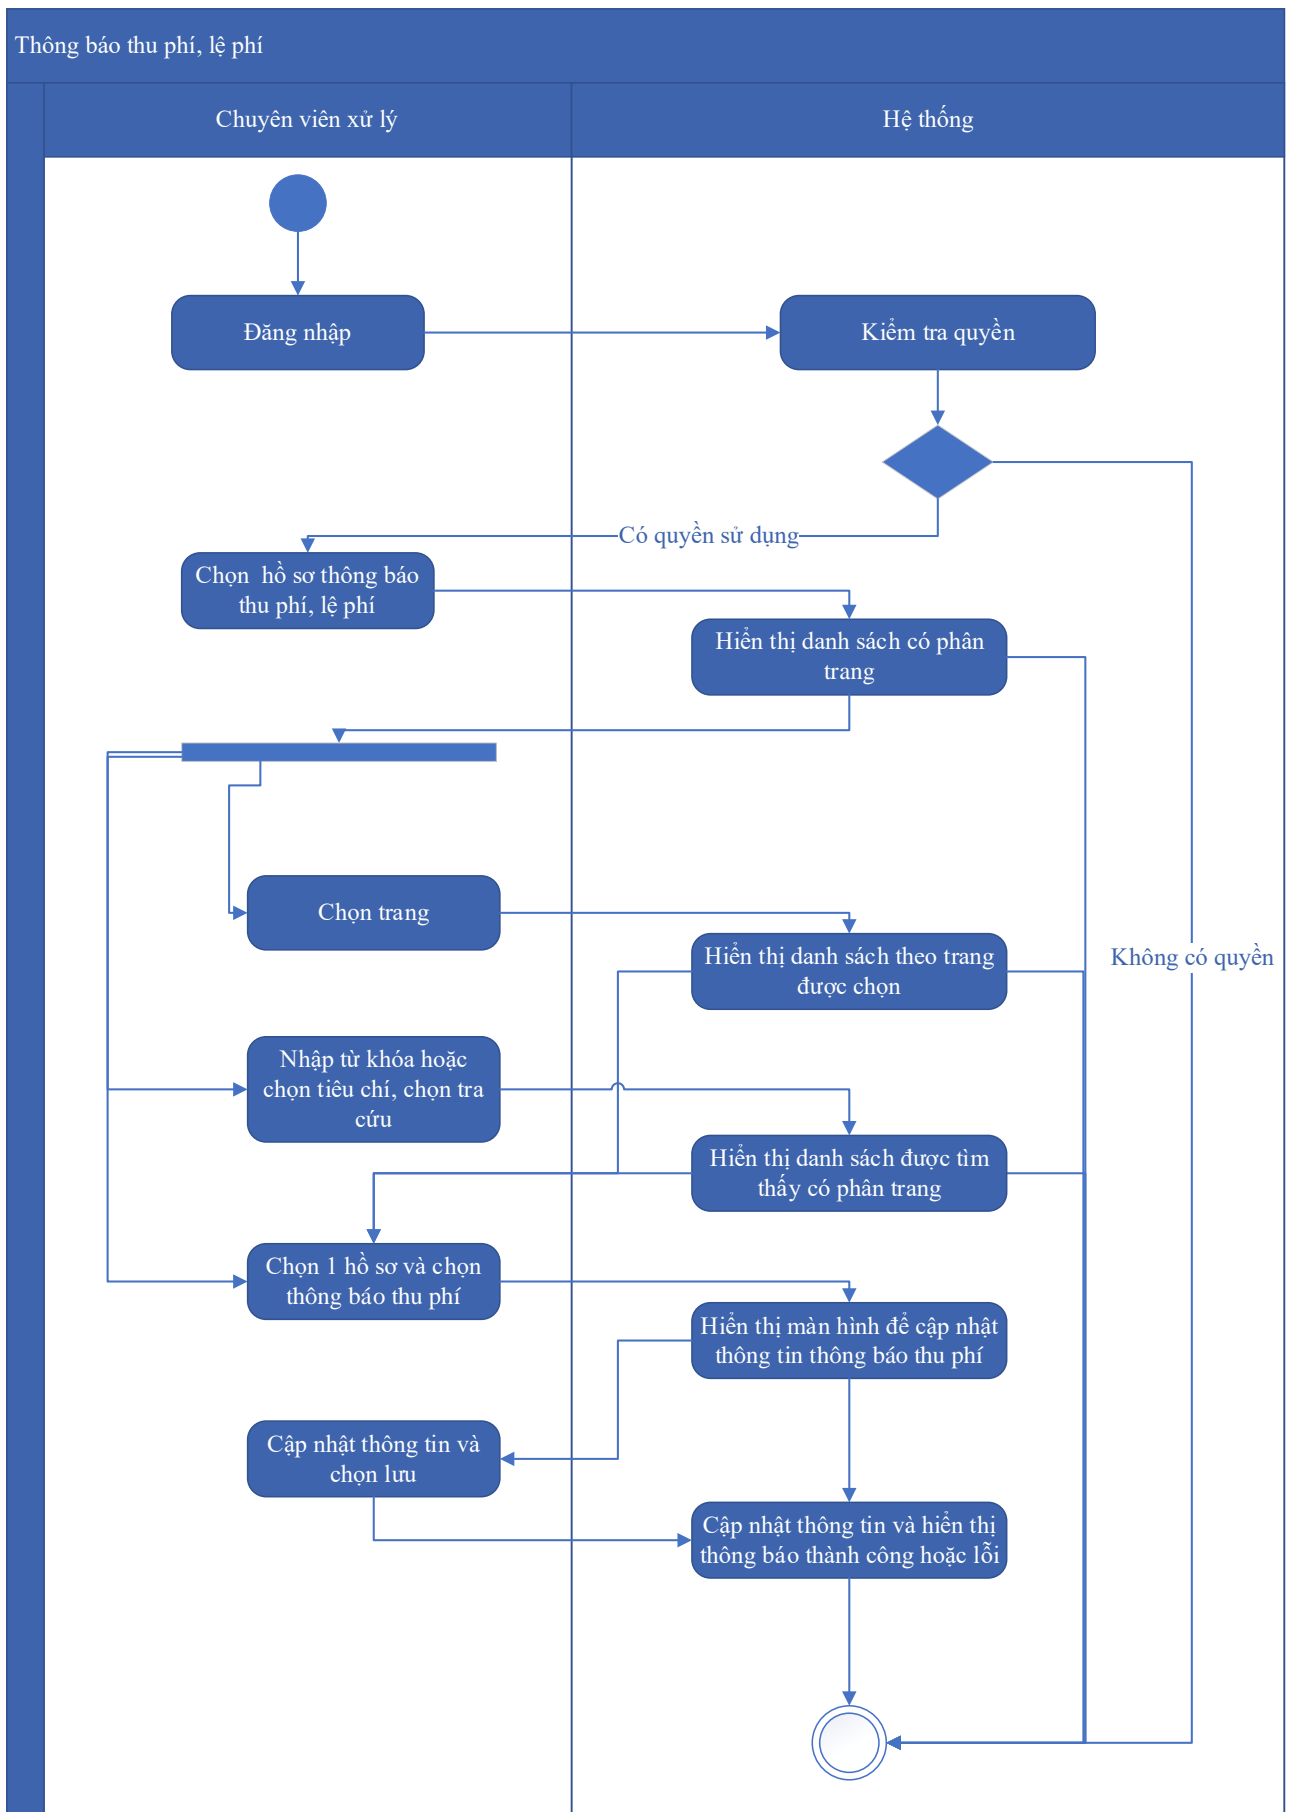 Thông báo thu phí, lệ phí
Chuyên viên xử lý
Hệ thống
Đăng nhập
Kiểm tra quyền
Có quyền sử dụng
Chọn hồ sơ thông báo
thu phí, lệ phí
Hiển thị danh sách có phân
trang
Chọn trang
Hiển thị danh sách theo trang
được chọn
Không có quyền
Nhập từ khóa hoặc
chọn tiêu chí, chọn tra
cứu
Hiển thị danh sách được tìm
thấy có phân trang
Chọn 1 hồ sơ và chọn
thông báo thu phí
Hiển thị màn hình để cập nhật
thông tin thông báo thu phí
Cập nhật thông tin và
chọn lưu
Cập nhật thông tin và hiển thị
thông báo thành công hoặc lỗi